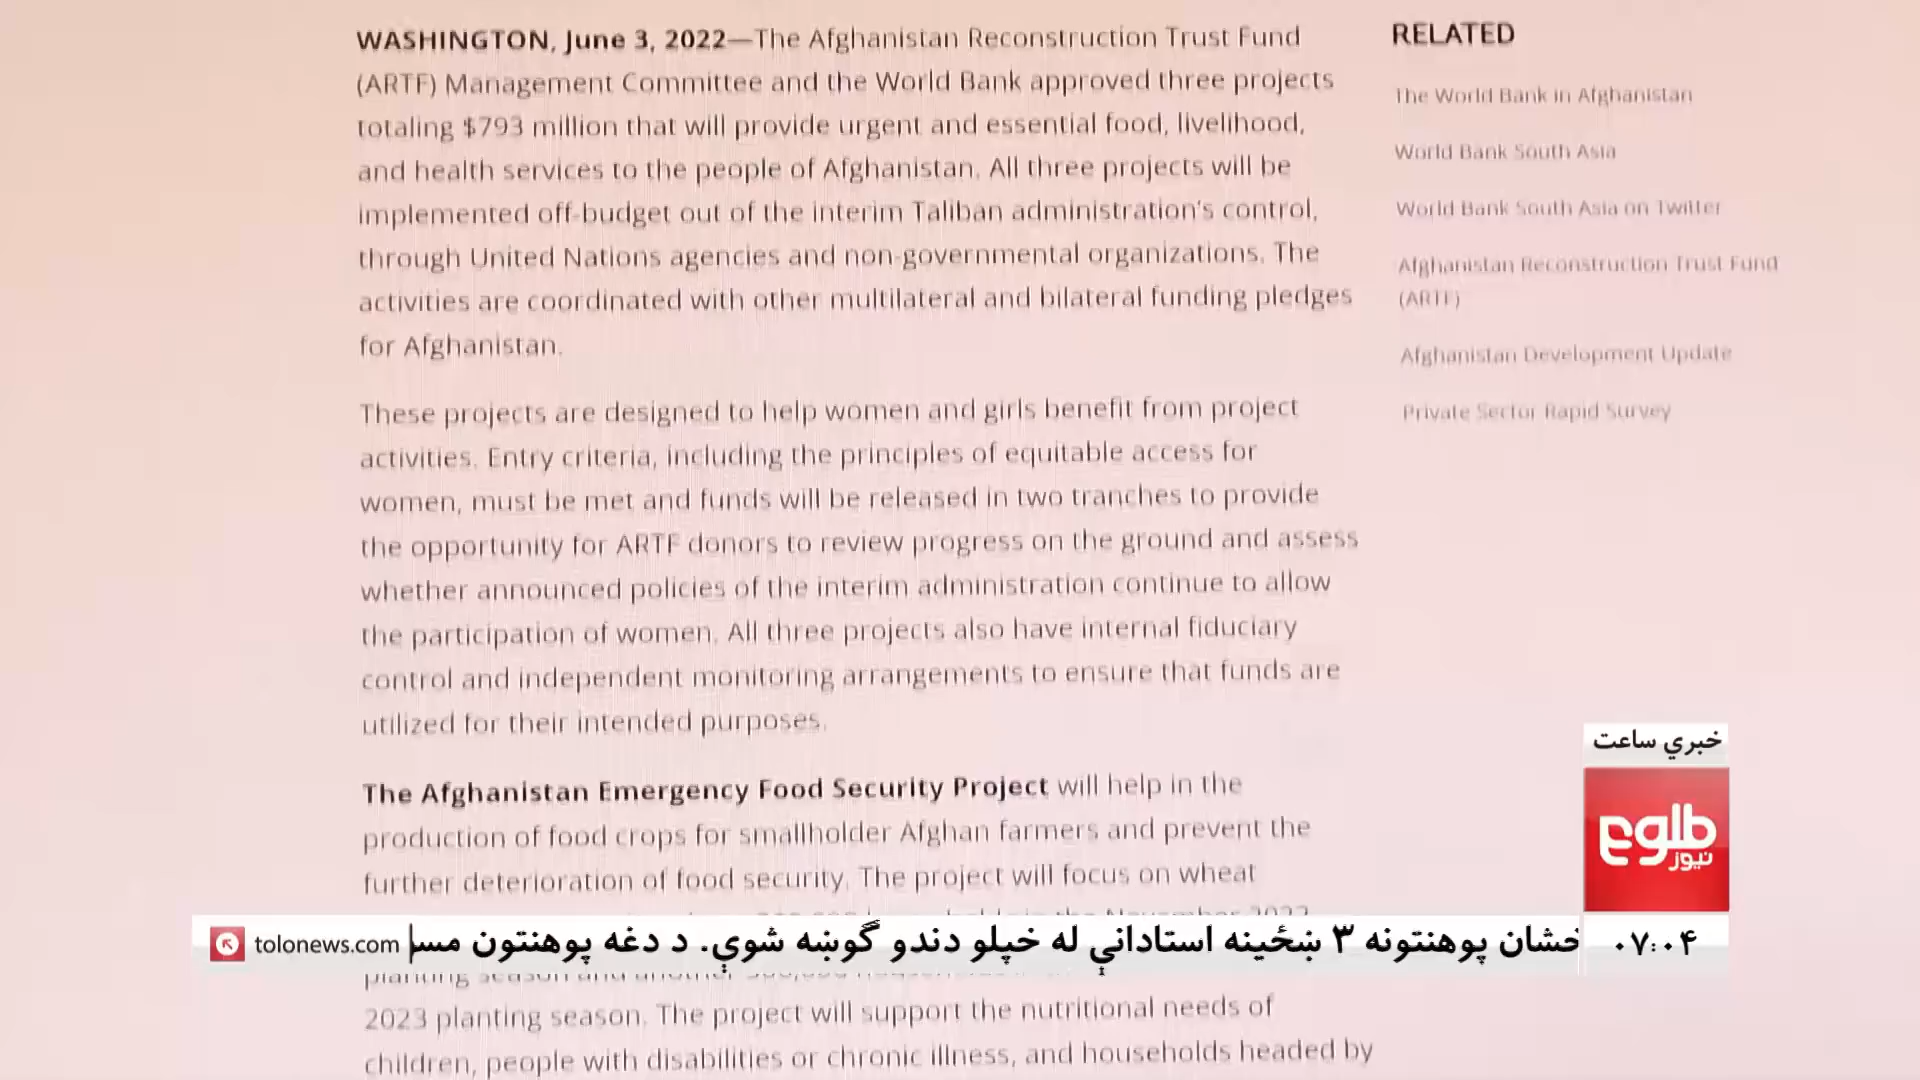 WASHINGTON, June 3, 2022—The Afghanistan Reconstruction Trust Fund
(ARTF) Management Committee and the World Bank approved three projects
totaling $793 million that will provide urgent and essential food, livelihood,
and health services to the people of Afghanistan. All three projects will be
implemented off-budget out of the interim Taliban administration's control,
through United Nations agencies and non-governmental organizations. The
activities are coordinated with other multilateral and bilateral funding pledges
for Afghanistan.
These projects are designed to help women and girls benefit from project
activities. Entry criteria, including the principles of equitable access for
women, must be met and funds will be released in two tranches to provide
the opportunity for ARTF donors to review progress on the ground and assess
whether announced policies of the interim administration continue to allow
the participation of women. All three projects also have internal fiduciary
control and independent monitoring arrangements to ensure that funds are
utilized for their intended purposes.
The Afghanistan Emergency Food Security Project will help in the
production of food crops for smallholder Afghan farmers and prevent the
further deterioration of food security. The project will focus on wheat
planting season and another
2023 planting season. The project will support the nutritional needs of
children, people with disabilities or chronic illness, and households headed by
RELATED
The World Bank in Afghanistan
World Bank South Asia
World Bank South Asia on Twitter
Afghanistan Reconstruction Trust Fund
(ARTF)
Afghanistan Development Update
Private Sector Rapid Survey
خبري ساعت
طلوع
نیوز
۰۷:۰۴
خشان پوهنتونه ۳ ښځینه استادانې له خپلو دندو ګوښه شوې. د دغه پوهنتون مسـ
tolonews.com